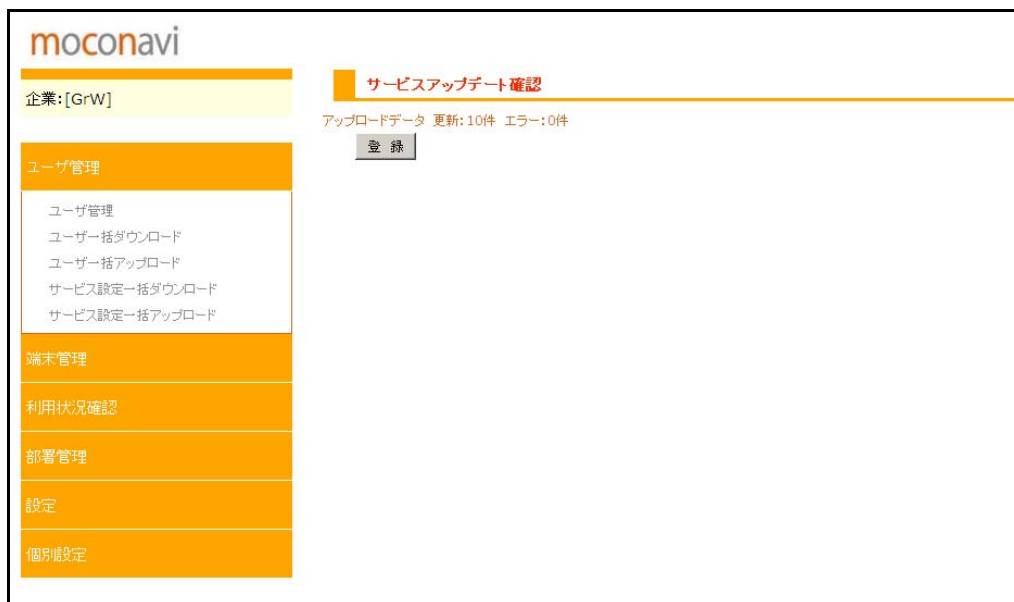 moconavi
企業:[GrW]
ユーザ管理
ユーザ管理
ユーザ一括ダウンロード
ユーザ一括アップロード
サービス設定一括ダウンロード
サービス設定一括アップロード
端末管理
利用状況確認
部署管理
設定
個別設定
サービスアップデート確認
アップロードデータ 更新:10件 エラー:0件
登 録